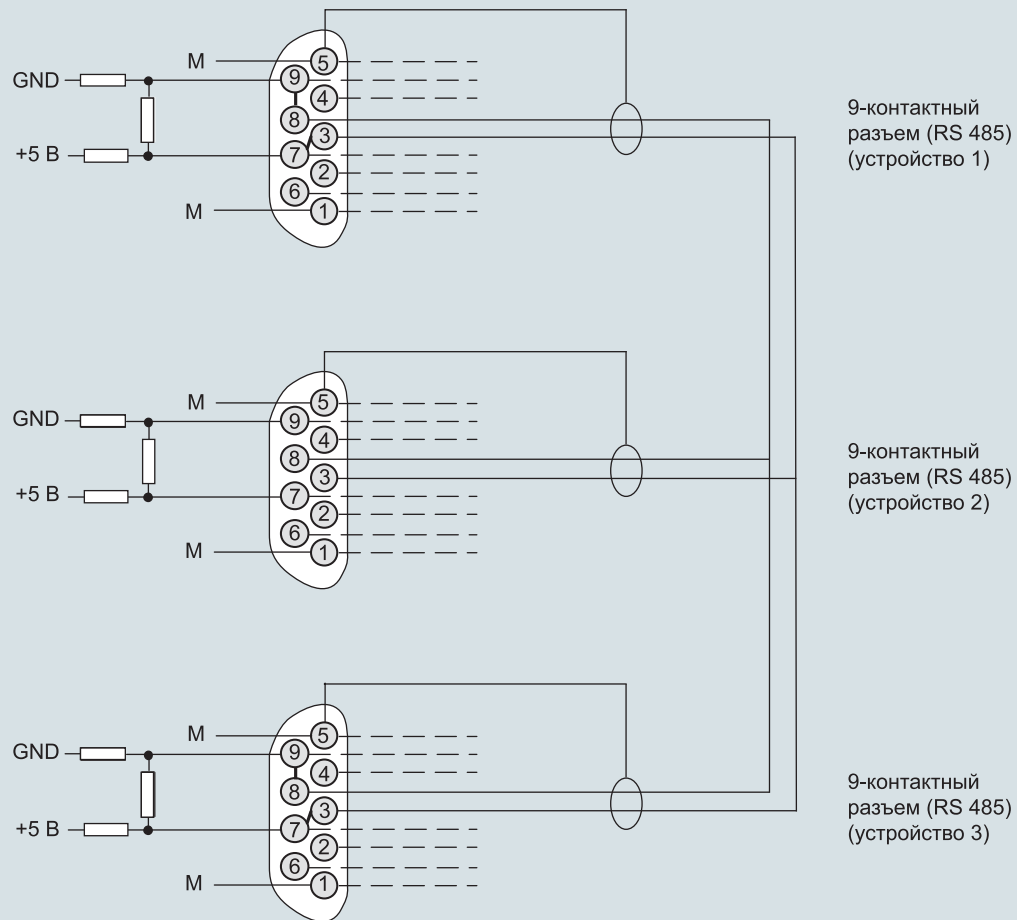 5
M
9
GND
4
8
9-контактный
разъем (RS 485)
(устройство 1)
3
7
+5 В
2
6
M
1
5
M
9
GND
4
8
9-контактный
разъем (RS 485)
(устройство 2)
3
7
+5 В
2
6
M
1
5
M
9
GND
4
8
9-контактный
разъем (RS 485)
(устройство 3)
3
7
+5 В
2
6
M
1